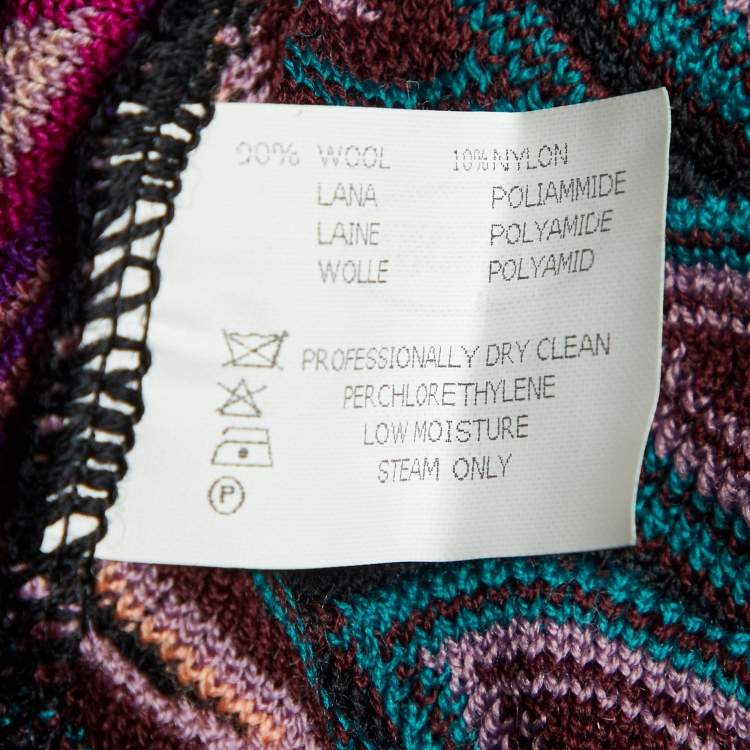 90% WOOL 10% NYLON
LANA POLIAMMIDE
LAINE POLYAMIDE
WOLLE POLYAMID
PROFESSIONALLY DRY CLEAN
PERCHLORETHYLENE
LOW MOISTURE
STEAM ONLY
P